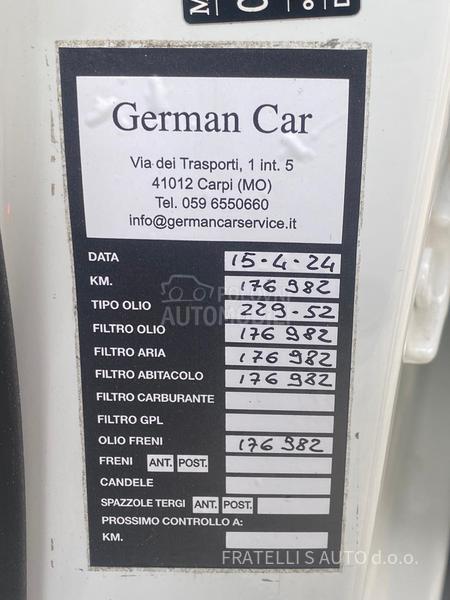 German Car
Via dei Trasporti, 1 int. 5
41012 Carpi (MO)
Tel. 059 6550660
info@germancarservice.it
DATA 15-4-24
KM. 176 982
TIPO OLIO 229-52
FILTRO OLIO 176 982
FILTRO ARIA 176 982
FILTRO ABITACOLO 176 982
FILTRO CARBURANTE
FILTRO GPL
OLIO FRENI 176 982
FRENI ANT. POST.
CANDELE
SPAZZOLE TERGI ANT. POST.
PROSSIMO CONTROLLO A:
KM.
FRATELLI S AUTO d.o.o.